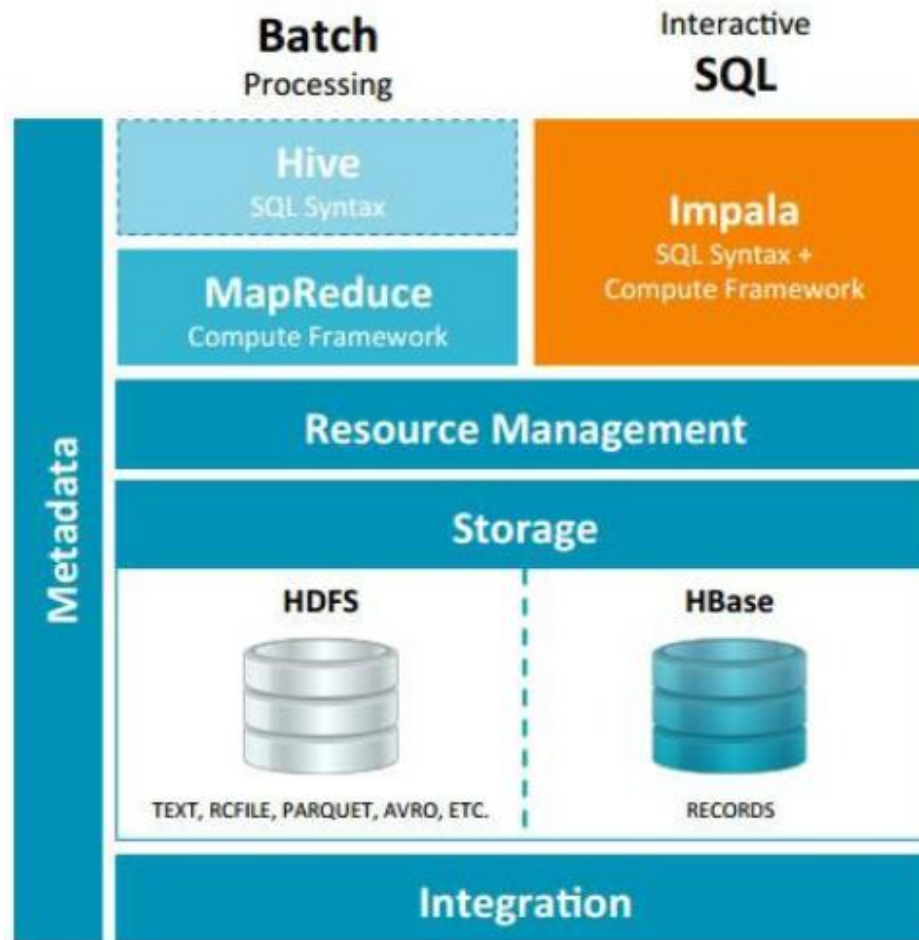 Batch
Processing
Interactive
SQL
Metadata
Hive
SQL Syntax
MapReduce
Compute Framework
Impala
SQL Syntax +
Compute Framework
Resource Management
Storage
HDFS
TEXT, RCFILE, PARQUET, AVRO, ETC.
HBase
RECORDS
Integration